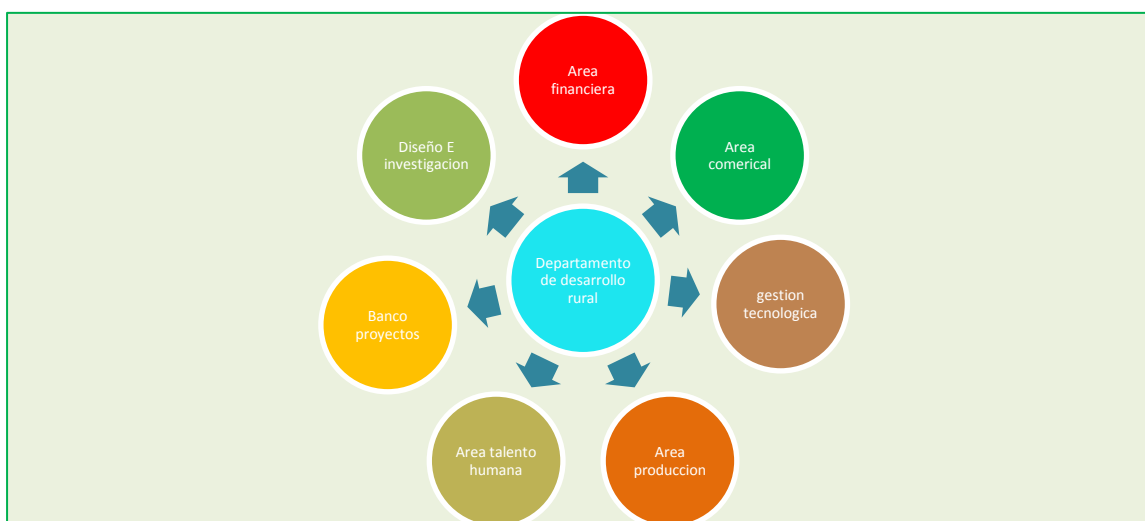 Area
financiera
Area
comerical
gestion
tecnologica
Area
produccion
Area talento
humana
Banco
proyectos
Diseño E
investigacion
Departamento
de desarrollo
rural